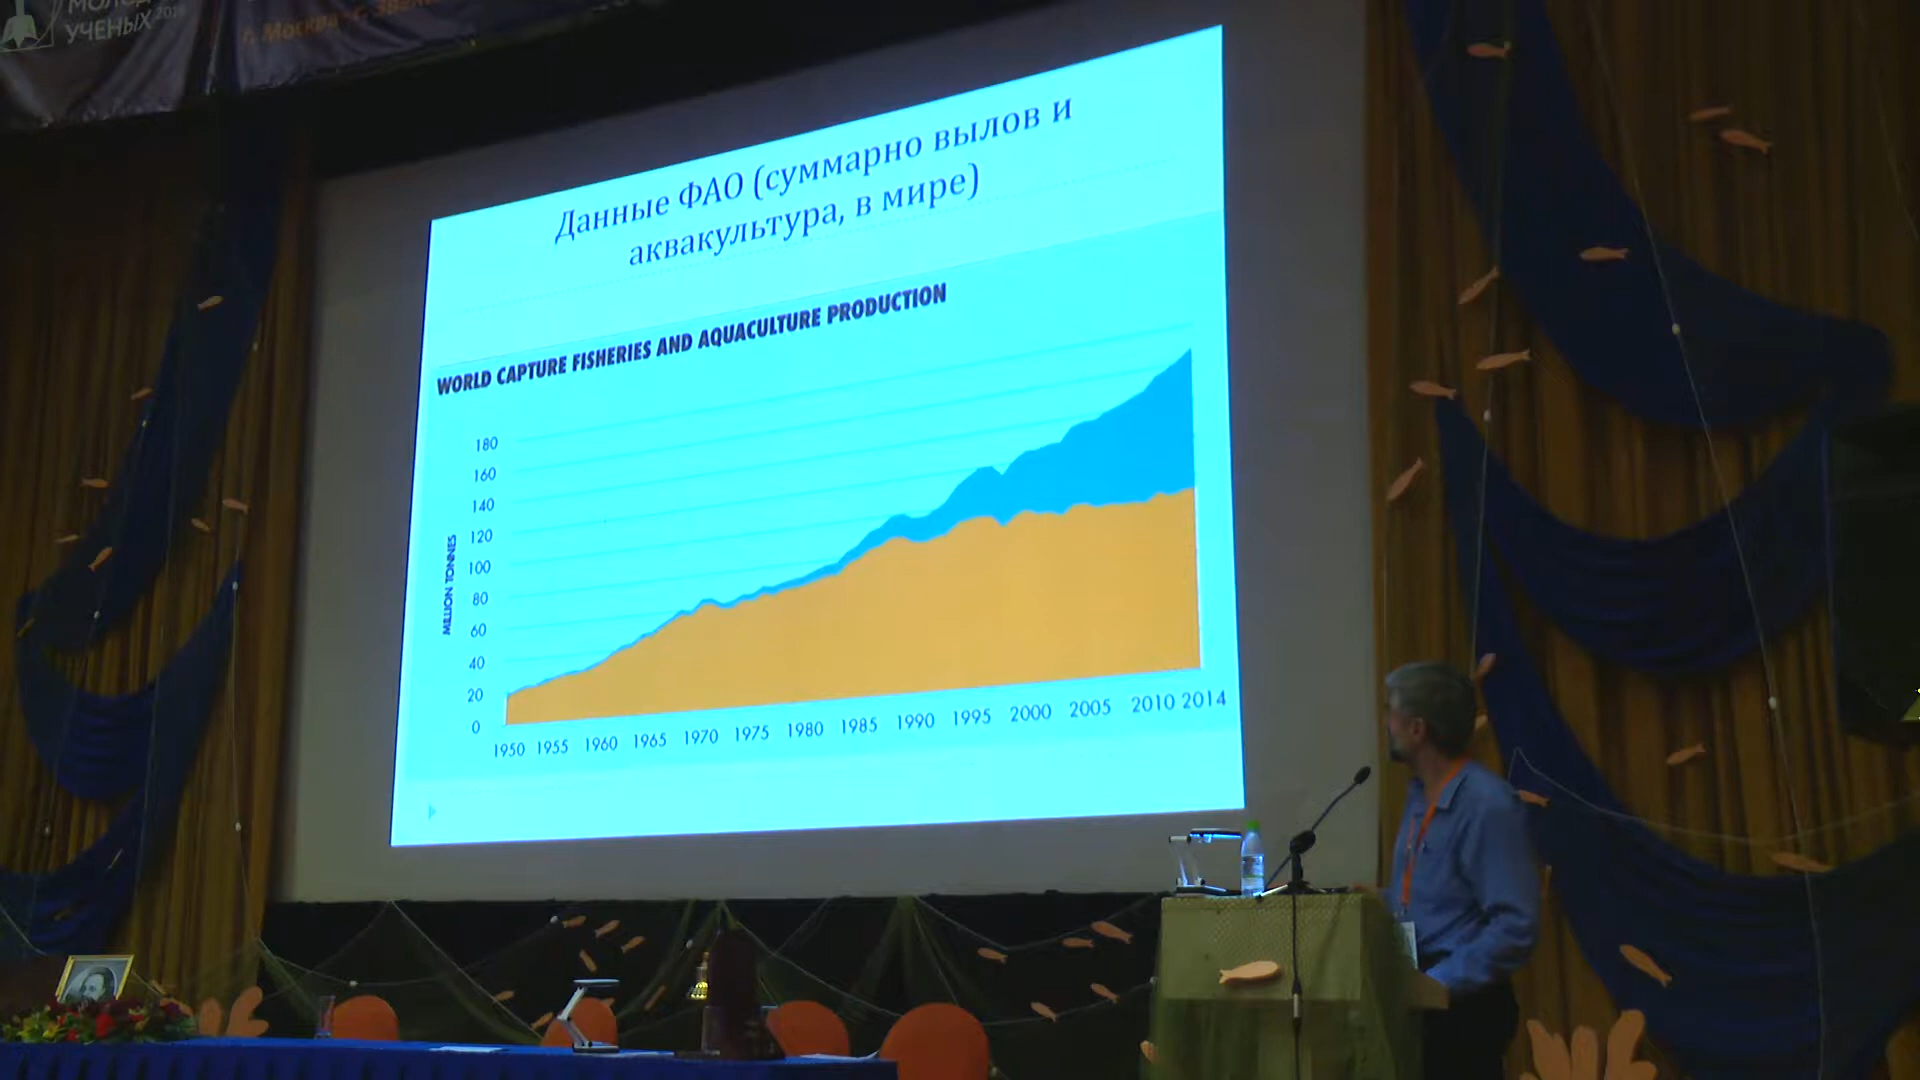 УЧЕНЫХ
г. Москва
Данные ФАО (суммарно вылов и
аквакультура, в мире)
WORLD CAPTURE FISHERIES AND AQUACULTURE PRODUCTION
MILLION TONNES
180
160
140
120
100
80
60
40
20
0
1950 1955 1960 1965 1970 1975 1980 1985 1990 1995 2000 2005 2010 2014